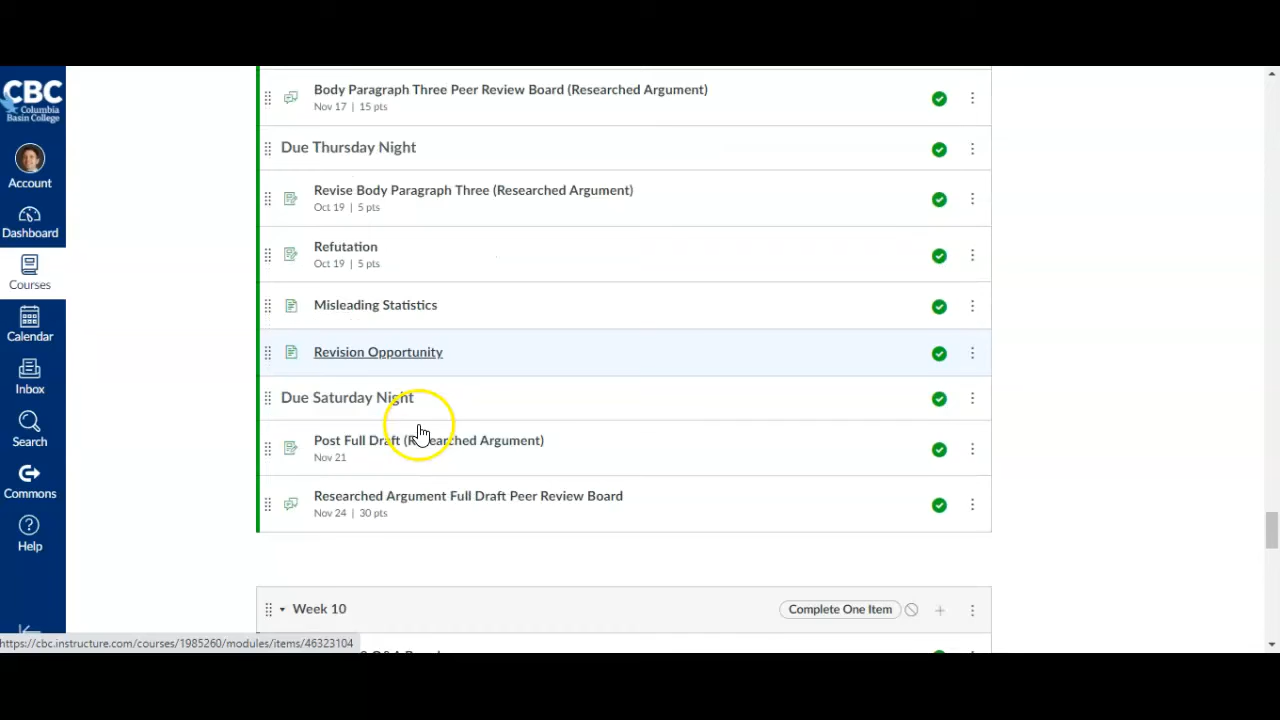 CBC
Columbia
Basin College
Account
Dashboard
Courses
Calendar
Inbox
Search
Commons
Help
Body Paragraph Three Peer Review Board (Researched Argument)
Nov 17 | 15 pts
Due Thursday Night
Revise Body Paragraph Three (Researched Argument)
Oct 19 | 5 pts
Refutation
Oct 19 | 5 pts
Misleading Statistics
Revision Opportunity
Due Saturday Night
Post Full Draft (Researched Argument)
Nov 21
Researched Argument Full Draft Peer Review Board
Nov 24 | 30 pts
Week 10
Complete One Item
https://cbc.instructure.com/courses/1985260/modules/items/46323104